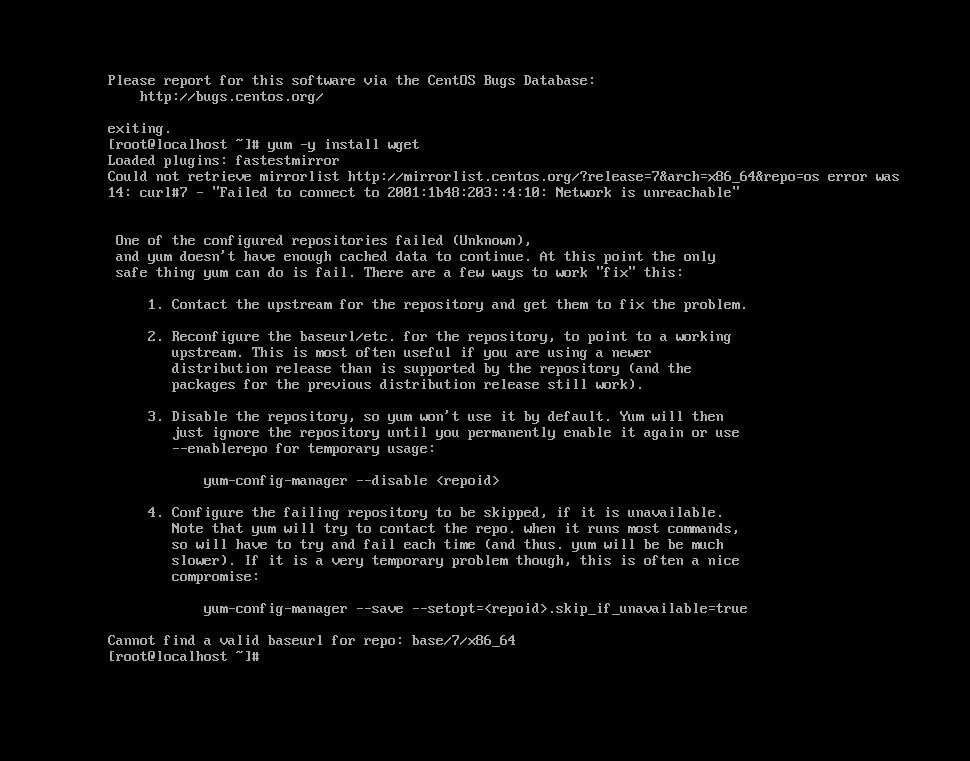 Please report for this software via the CentOS Bugs Database:
    http://bugs.centos.org/
exiting.
[root@localhost ~]# yum -y install wget
Loaded plugins: fastestmirror
Could not retrieve mirrorlist http://mirrorlist.centos.org/?release=7&arch=x86_64&repo=os error was
14: curl#7 - "Failed to connect to 2001:1b48:203::4:10: Network is unreachable"
 One of the configured repositories failed (Unknown),
 and yum doesn't have enough cached data to continue. At this point the only
 safe thing yum can do is fail. There are a few ways to work "fix" this:
     1. Contact the upstream for the repository and get them to fix the problem.
     2. Reconfigure the baseurl/etc. for the repository, to point to a working
        upstream. This is most often useful if you are using a newer
        distribution release than is supported by the repository (and the
        packages for the previous distribution release still work).
     3. Disable the repository, so yum won't use it by default. Yum will then
        just ignore the repository until you permanently enable it again or use
        --enablerepo for temporary usage:
            yum-config-manager --disable <repoid>
     4. Configure the failing repository to be skipped, if it is unavailable.
        Note that yum will try to contact the repo. when it runs most commands,
        so will have to try and fail each time (and thus. yum will be be much
        slower). If it is a very temporary problem though, this is often a nice
        compromise:
            yum-config-manager --save --setopt=<repoid>.skip_if_unavailable=true
Cannot find a valid baseurl for repo: base/7/x86_64
[root@localhost ~]#